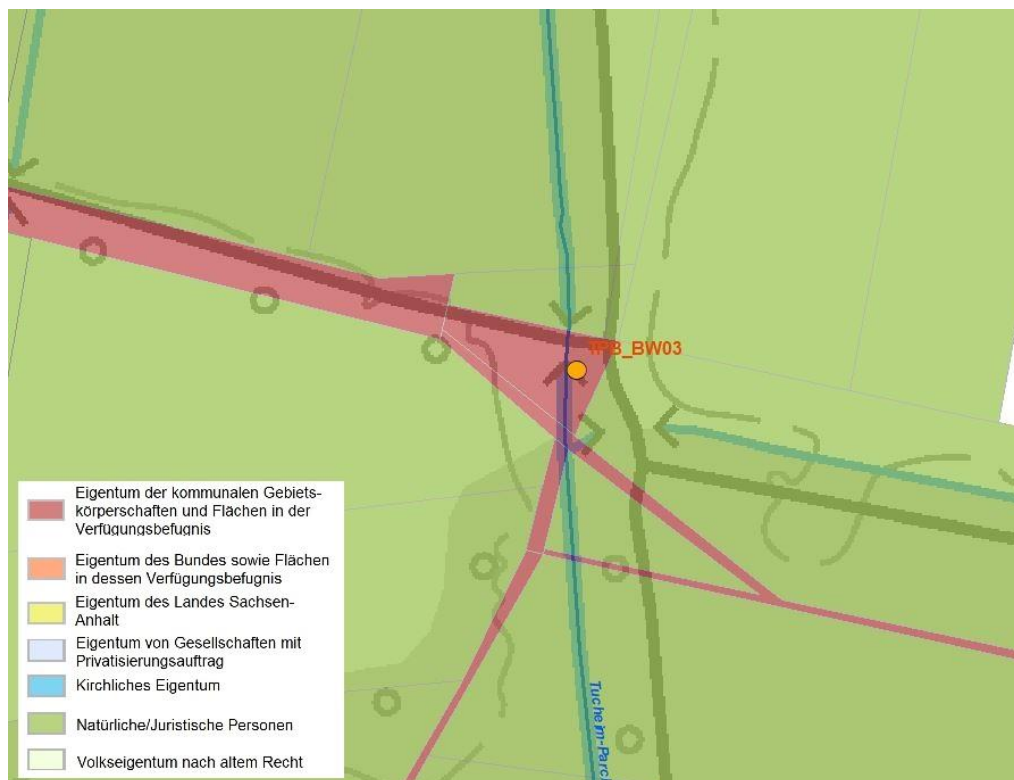 TPB_BW03
Eigentum der kommunalen Gebiets-
körperschaften und Flächen in der
Verfügungsbefugnis
Eigentum des Bundes sowie Flächen
in dessen Verfügungsbefugnis
Eigentum des Landes Sachsen-
Anhalt
Eigentum von Gesellschaften mit
Privatisierungsauftrag
Kirchliches Eigentum
Natürliche/Juristische Personen
Volkseigentum nach altem Recht
Tucheim-Parch